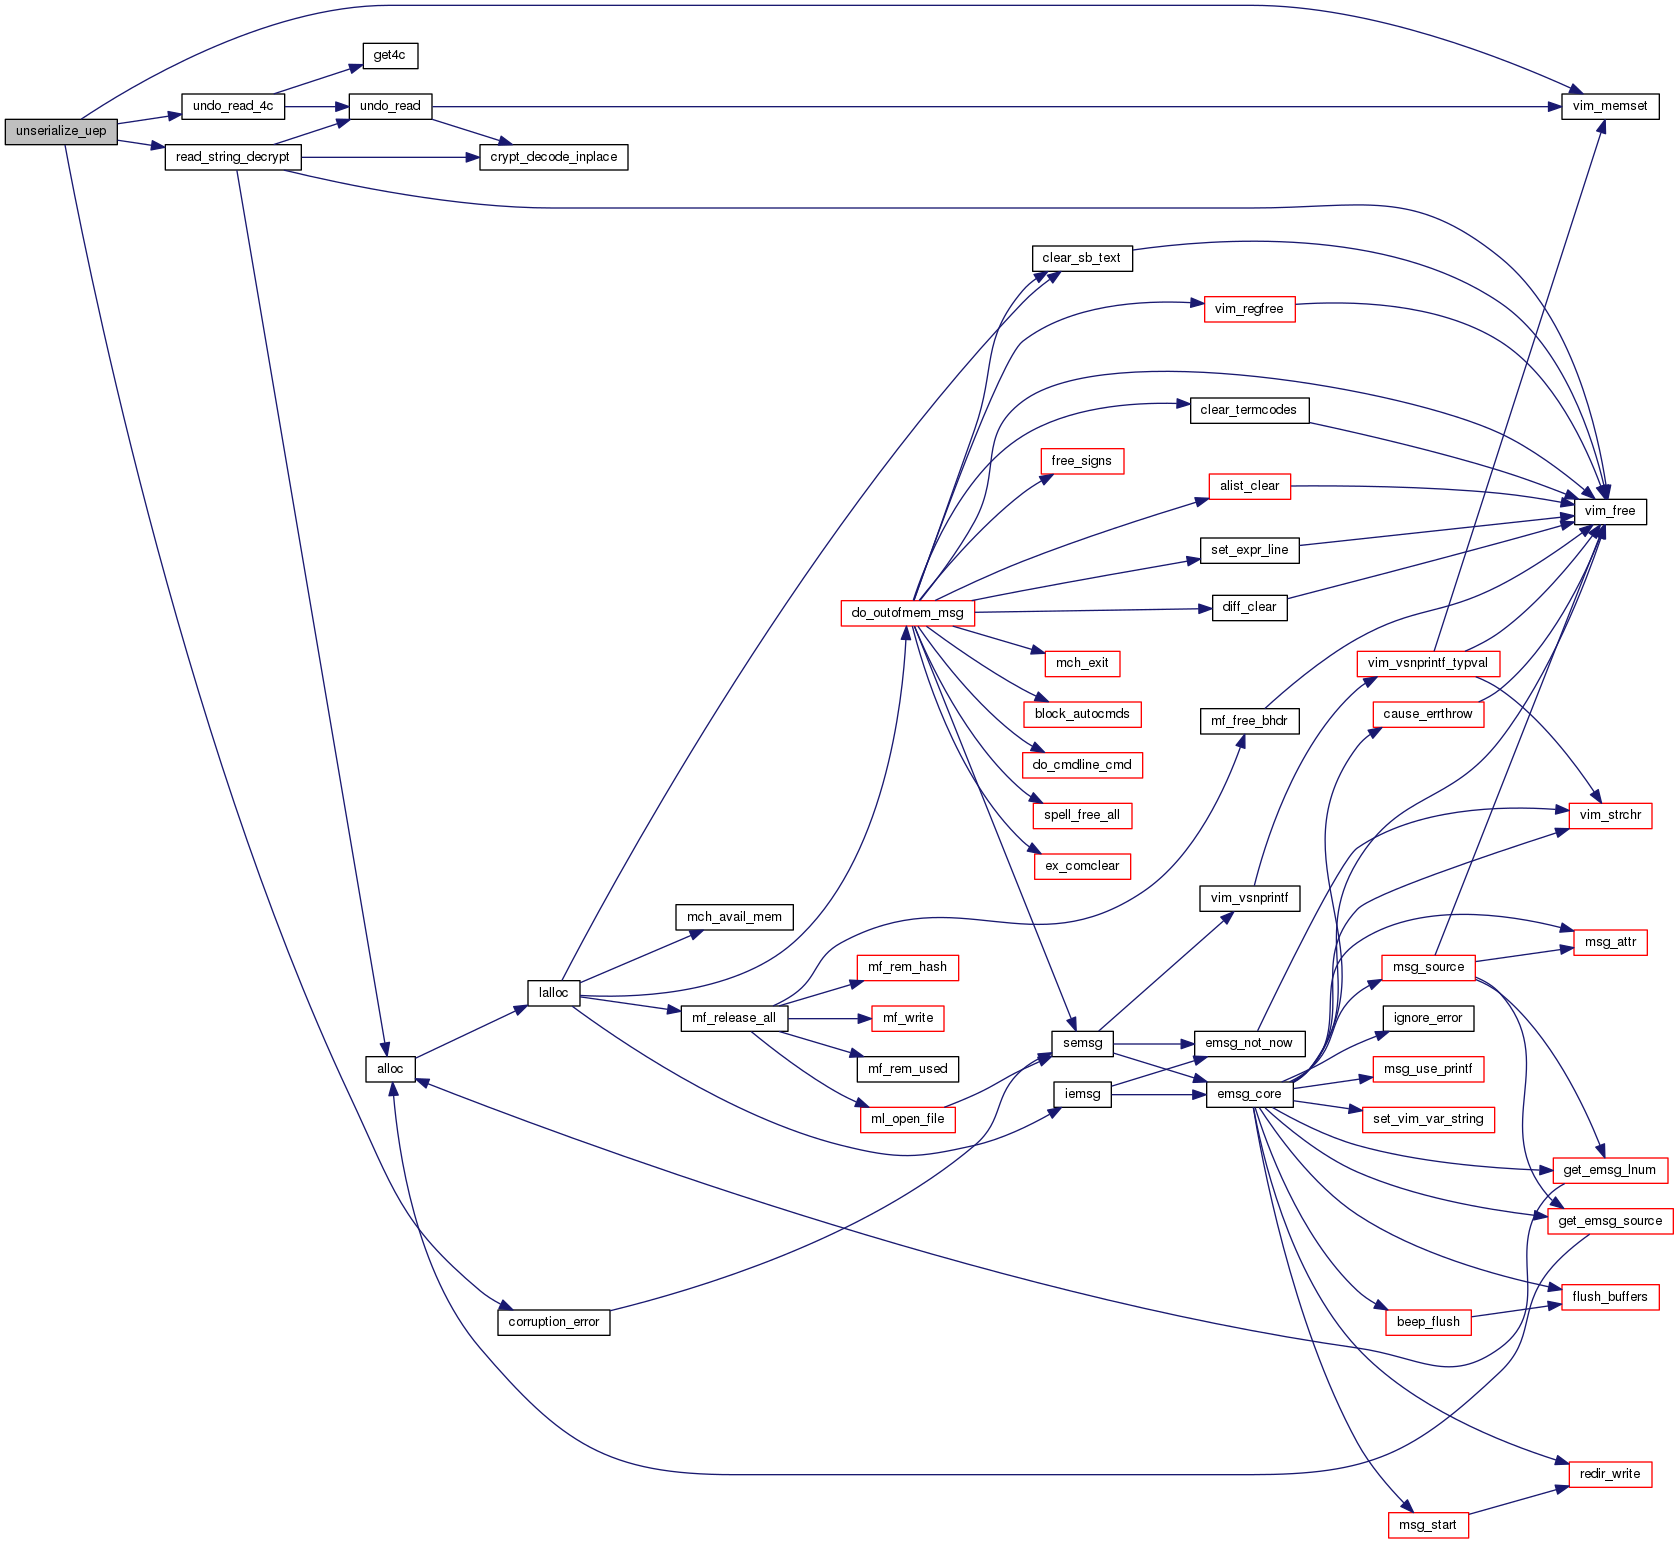 get4c
undo_read_4c
undo_read
vim_memset
unserialize_uep
read_string_decrypt
crypt_decode_inplace
clear_sb_text
vim_regfree
clear_termcodes
free_signs
alist_clear
vim_free
set_expr_line
diff_clear
do_outofmem_msg
mch_exit
vim_vsnprintf_typval
block_autocmds
mf_free_bhdr
cause_errthrow
do_cmdline_cmd
spell_free_all
vim_strchr
ex_comclear
vim_vsnprintf
mch_avail_mem
msg_attr
mf_rem_hash
msg_source
lalloc
mf_release_all
mf_write
ignore_error
semsg
emsg_not_now
alloc
mf_rem_used
msg_use_printf
iemsg
emsg_core
ml_open_file
set_vim_var_string
get_emsg_lnum
get_emsg_source
flush_buffers
corruption_error
beep_flush
redir_write
msg_start